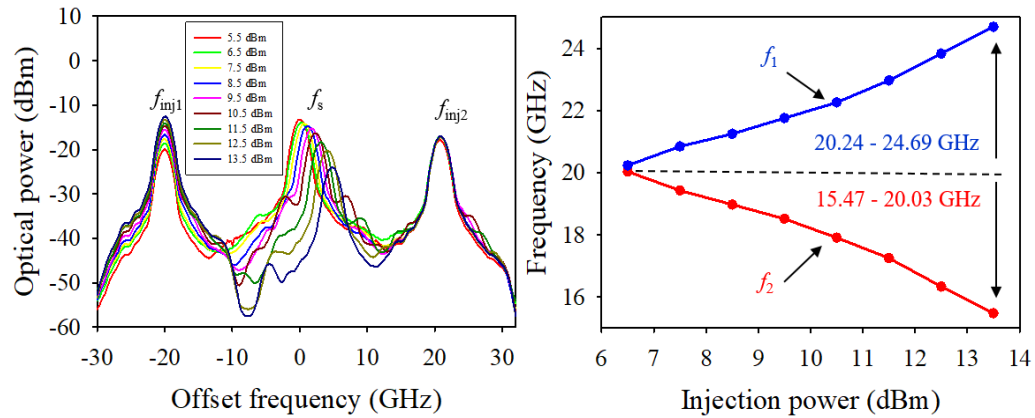 Optical power (dBm)
10
0
-10
-20
-30
-40
-50
-60
-30
-20
-10
0
10
20
30
Offset frequency (GHz)
5.5 dBm
6.5 dBm
7.5 dBm
8.5 dBm
9.5 dBm
10.5 dBm
11.5 dBm
12.5 dBm
13.5 dBm
finj1
fs
finj2
Frequency (GHz)
24
22
20
18
16
6
7
8
9
10
11
12
13
14
Injection power (dBm)
f1
20.24 - 24.69 GHz
15.47 - 20.03 GHz
f2